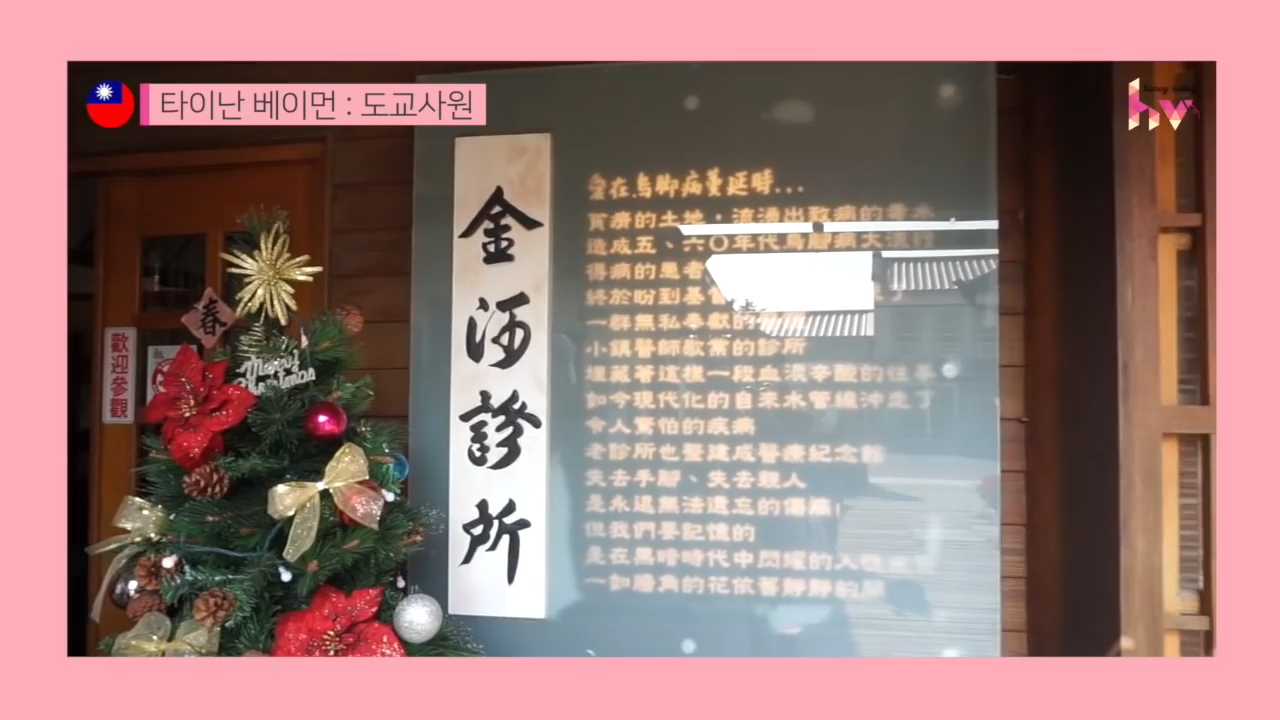 타이난 베이먼 : 도교사원
hv
春
Merry
Christmas
歡迎參觀
金河診所
愛在烏脚病蔓延時...
貧瘠的土地，流湧出致病的毒水
造成五、六〇年代烏腳病大流行
得病的患者
終於盼到基督
一群無私奉獻的
小鎮醫師歇業的診所
埋藏著這樣一段血淚辛酸的往事
如今現代化的自來水管線沖走了
令人驚怕的疾病
老診所也整建成醫療紀念館
失去手腳、失去親人
是永遠無法遺忘的傷痛
但我們要記憶的
是在黑暗時代中閃耀的人性
一如牆角的花依舊靜靜的開